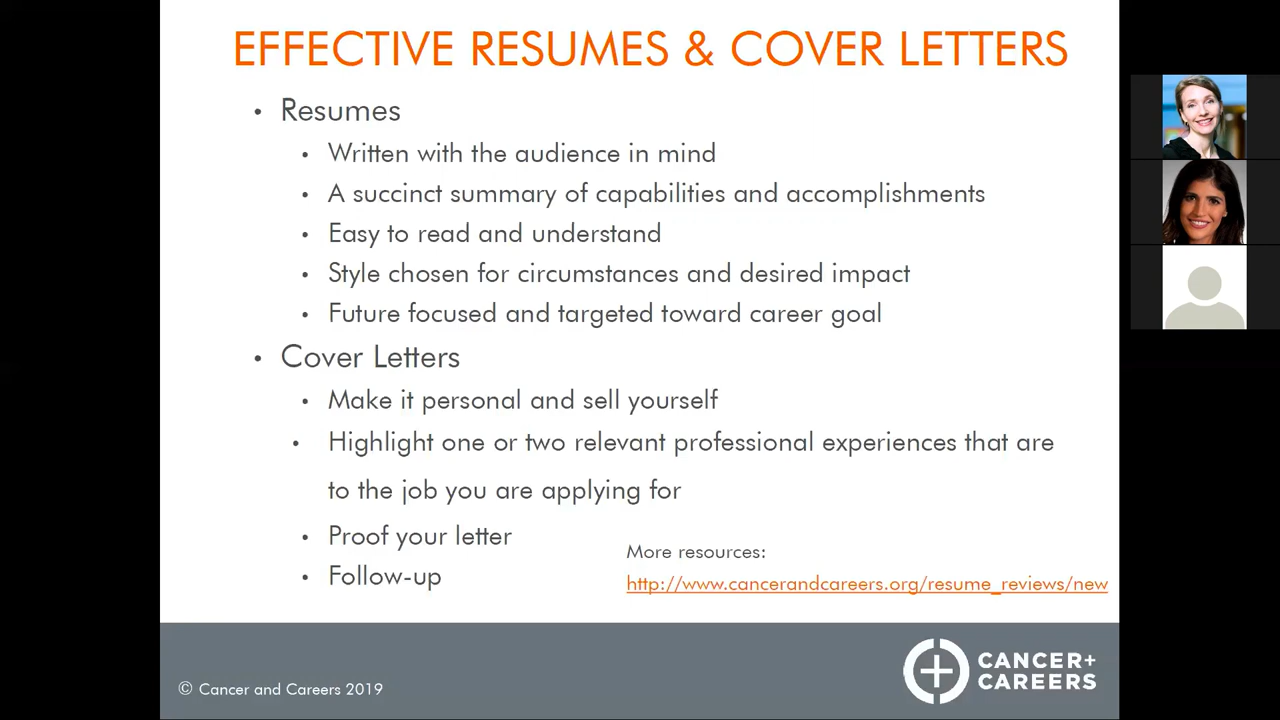 EFFECTIVE RESUMES & COVER LETTERS
• Resumes
• Written with the audience in mind
• A succinct summary of capabilities and accomplishments
• Easy to read and understand
• Style chosen for circumstances and desired impact
• Future focused and targeted toward career goal
• Cover Letters
• Make it personal and sell yourself
• Highlight one or two relevant professional experiences that are
to the job you are applying for
• Proof your letter
• Follow-up
More resources:
http://www.cancerandcareers.org/resume_reviews/new
© Cancer and Careers 2019
CANCER+
CAREERS